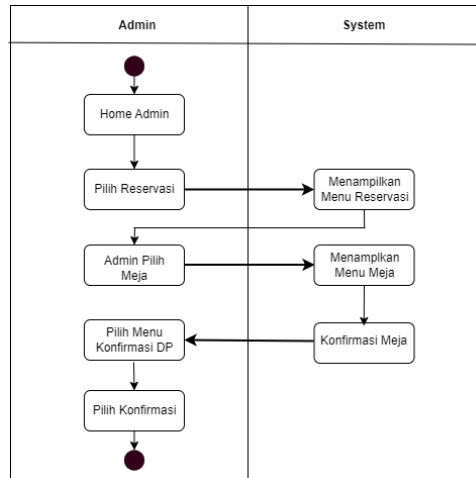 Admin
System
Home Admin
Pilih Reservasi
Menampilkan
Menu Reservasi
Admin Pilih
Meja
Menamplkan
Menu Meja
Pilih Menu
Konfirmasi DP
Konfirmasi Meja
Pilih Konfirmasi